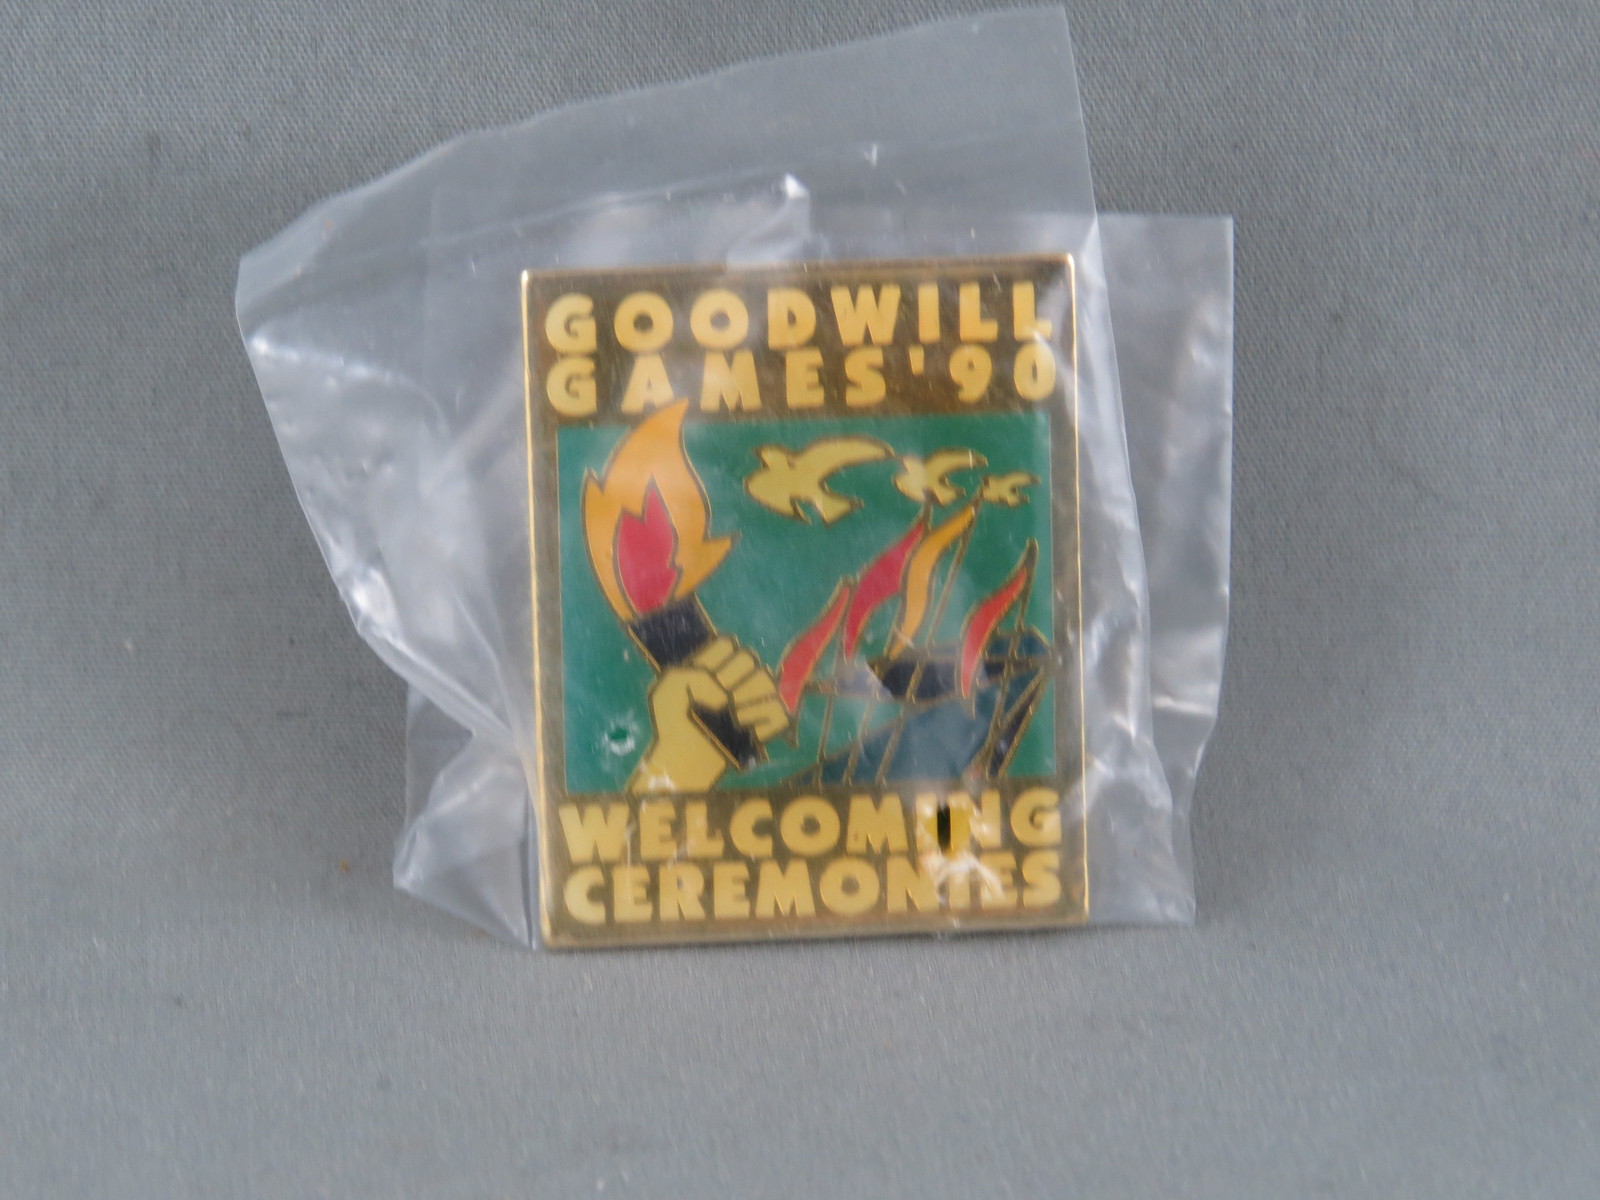 GOODWILL
GAMES '90
WELCOMING
CEREMONIES